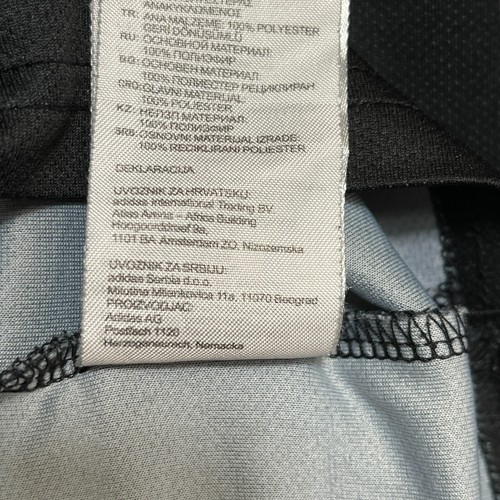 ΑΝΑΚΥΚΛΩΜΕΝΟΣ
TR: ANA MALZEME: 100% POLYESTER
GERİ DÖNÜŞÜMLÜ
RU: ОСНОВНОЙ МАТЕРИАЛ:
100% ПОЛИЭФИР
BG: ОСНОВЕН МАТЕРИАЛ:
100% ПОЛИЕСТЕР РЕЦИКЛИРАН
CRO: GLAVNI MATERIJAL:
100% POLIESTER
KZ: НЕГІЗГІ МАТЕРИАЛ:
100% ПОЛИЭФИР
SRB: OSNOVNI MATERIJAL IZRADE:
100% RECIKLIRANI POLIESTER
DEKLARACIJA
UVOZNIK ZA HRVATSKU:
adidas International Trading BV
Atlas Arena - Africa Building
Hoogoorddreef 9a,
1101 BA Amsterdam ZO, Nizozemska
UVOZNIK ZA SRBIJU:
adidas Serbia d.o.o.
Milutina Milankovica 11a, 11070 Beograd
PROIZVODJAC:
Adidas AG
Postfach 1120
Herzogenaurach, Nemacka